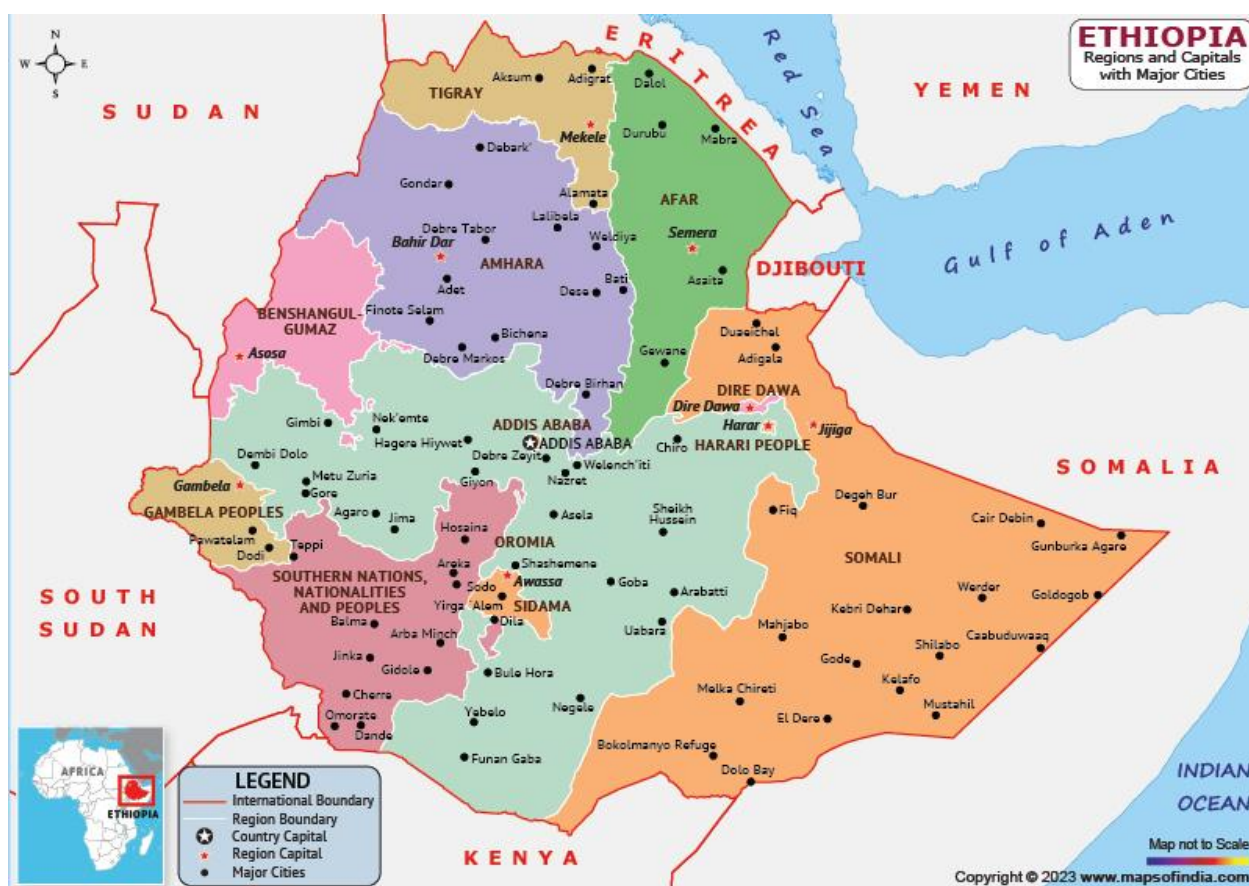 ETHIOPIA
Regions and Capitals
with Major Cities
N
W
E
S
SUDAN
ERITREA
Red Sea
YEMEN
TIGRAY
Aksum
Adigrat
Mekele
Alamata
Dalol
Durubu
Mabra
AFAR
Semera
Asaita
Gewane
DJIBOUTI
Gulf of Aden
Debark'
Gondar
Lalibela
Debre Tabor
Weldiya
Bahir Dar
AMHARA
Adet
Bati
Dese
Finote Selam
Bichena
Debre Markos
Debre Birhan
BENSHANGUL-
GUMAZ
Asosa
Duaeichel
Adigala
DIRE DAWA
Dire Dawa
Harar
HARARI PEOPLE
Jijiga
Gimbi
Nek'emte
Hagere Hiywet
ADDIS ABABA
ADDIS ABABA
Debre Zeyit
Welench'iti
Nazret
Chiro
Dembi Dolo
Metu Zuria
Gore
Giyon
Gambela
GAMBELA PEOPLES
Pawatelam
Dodi
Agaro
Jima
Asela
Sheikh
Hussein
Fiq
Degeh Bur
Cair Debin
Gunburka Agare
SOMALIA
Teppi
Hosaina
OROMIA
Shashemene
SOMALI
SOUTHERN NATIONS,
NATIONALITIES
AND PEOPLES
Areka
Sodo
Awassa
SIDAMA
Yirga 'Alem
Dila
Goba
Arabatti
Werder
Goldogob
Kebri Dehar
SOUTH
SUDAN
Balma
Arba Minch
Uabara
Mahjabo
Shilabo
Caabuduwaaq
Jinka
Gidole
Bule Hora
Gode
Kelafo
Mustahil
Cherre
Omorate
Dande
Yebelo
Negele
Melka Chireti
El Dere
Funan Gaba
Bokolmanyo Refuge
Dolo Bay
KENYA
INDIAN
OCEAN
AFRICA
ETHIOPIA
LEGEND
International Boundary
Region Boundary
Country Capital
Region Capital
Major Cities
Map not to Scale
Copyright © 2023 www.mapsofindia.com